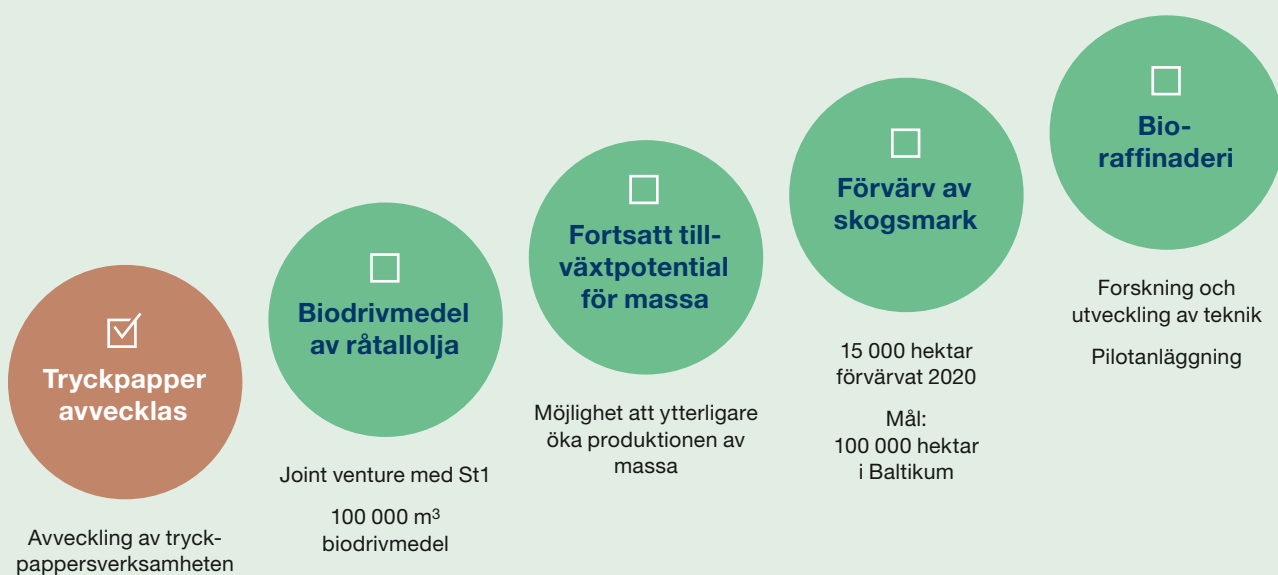 Tryckpapper
avvecklas
Avveckling av tryck-
pappersverksamheten
Biodrivmedel
av råtallolja
Joint venture med St1
100 000 m³
biodrivmedel
Fortsatt till-
växtpotential
för massa
Möjlighet att ytterligare
öka produktionen av
massa
Förvärv av
skogsmark
15 000 hektar
förvärvat 2020
Mål:
100 000 hektar
i Baltikum
Bio-
raffinaderi
Forskning och
utveckling av teknik
Pilotanläggning